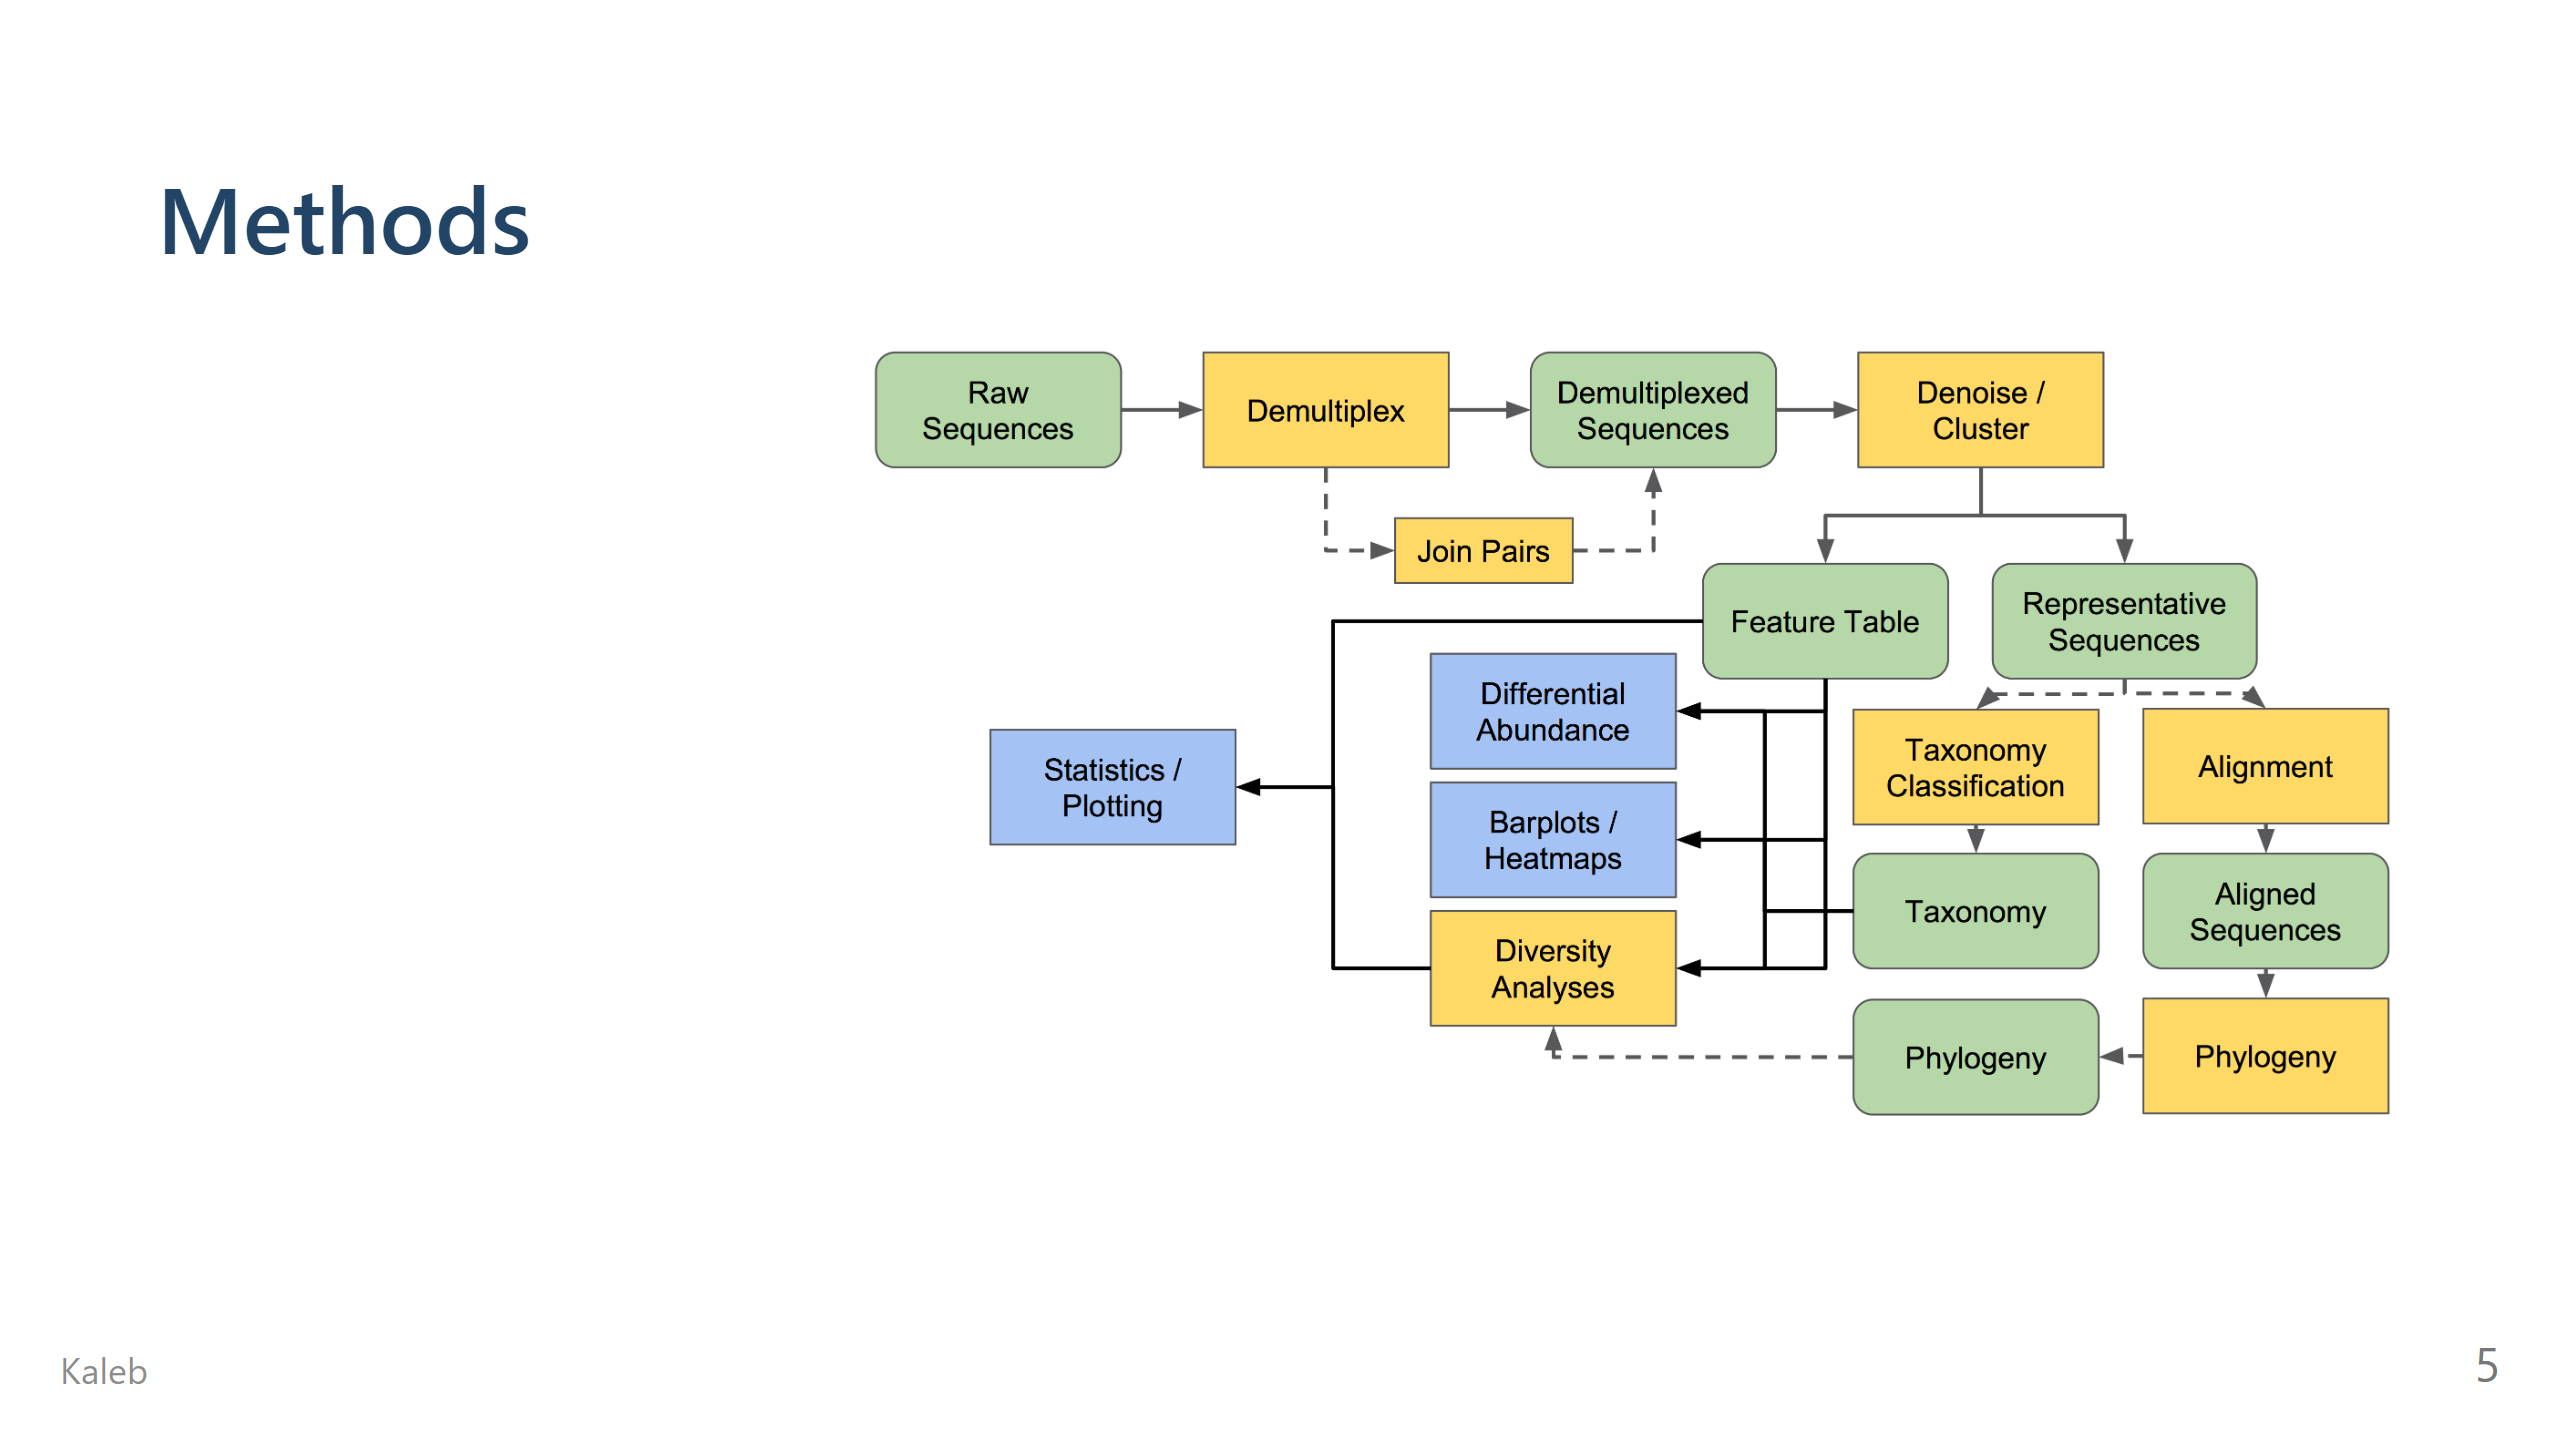 Methods
Raw
Sequences
Demultiplex
Demultiplexed
Sequences
Denoise /
Cluster
Join Pairs
Feature Table
Representative
Sequences
Differential
Abundance
Statistics /
Plotting
Taxonomy
Classification
Alignment
Barplots /
Heatmaps
Taxonomy
Aligned
Sequences
Diversity
Analyses
Phylogeny
Phylogeny
Kaleb
5